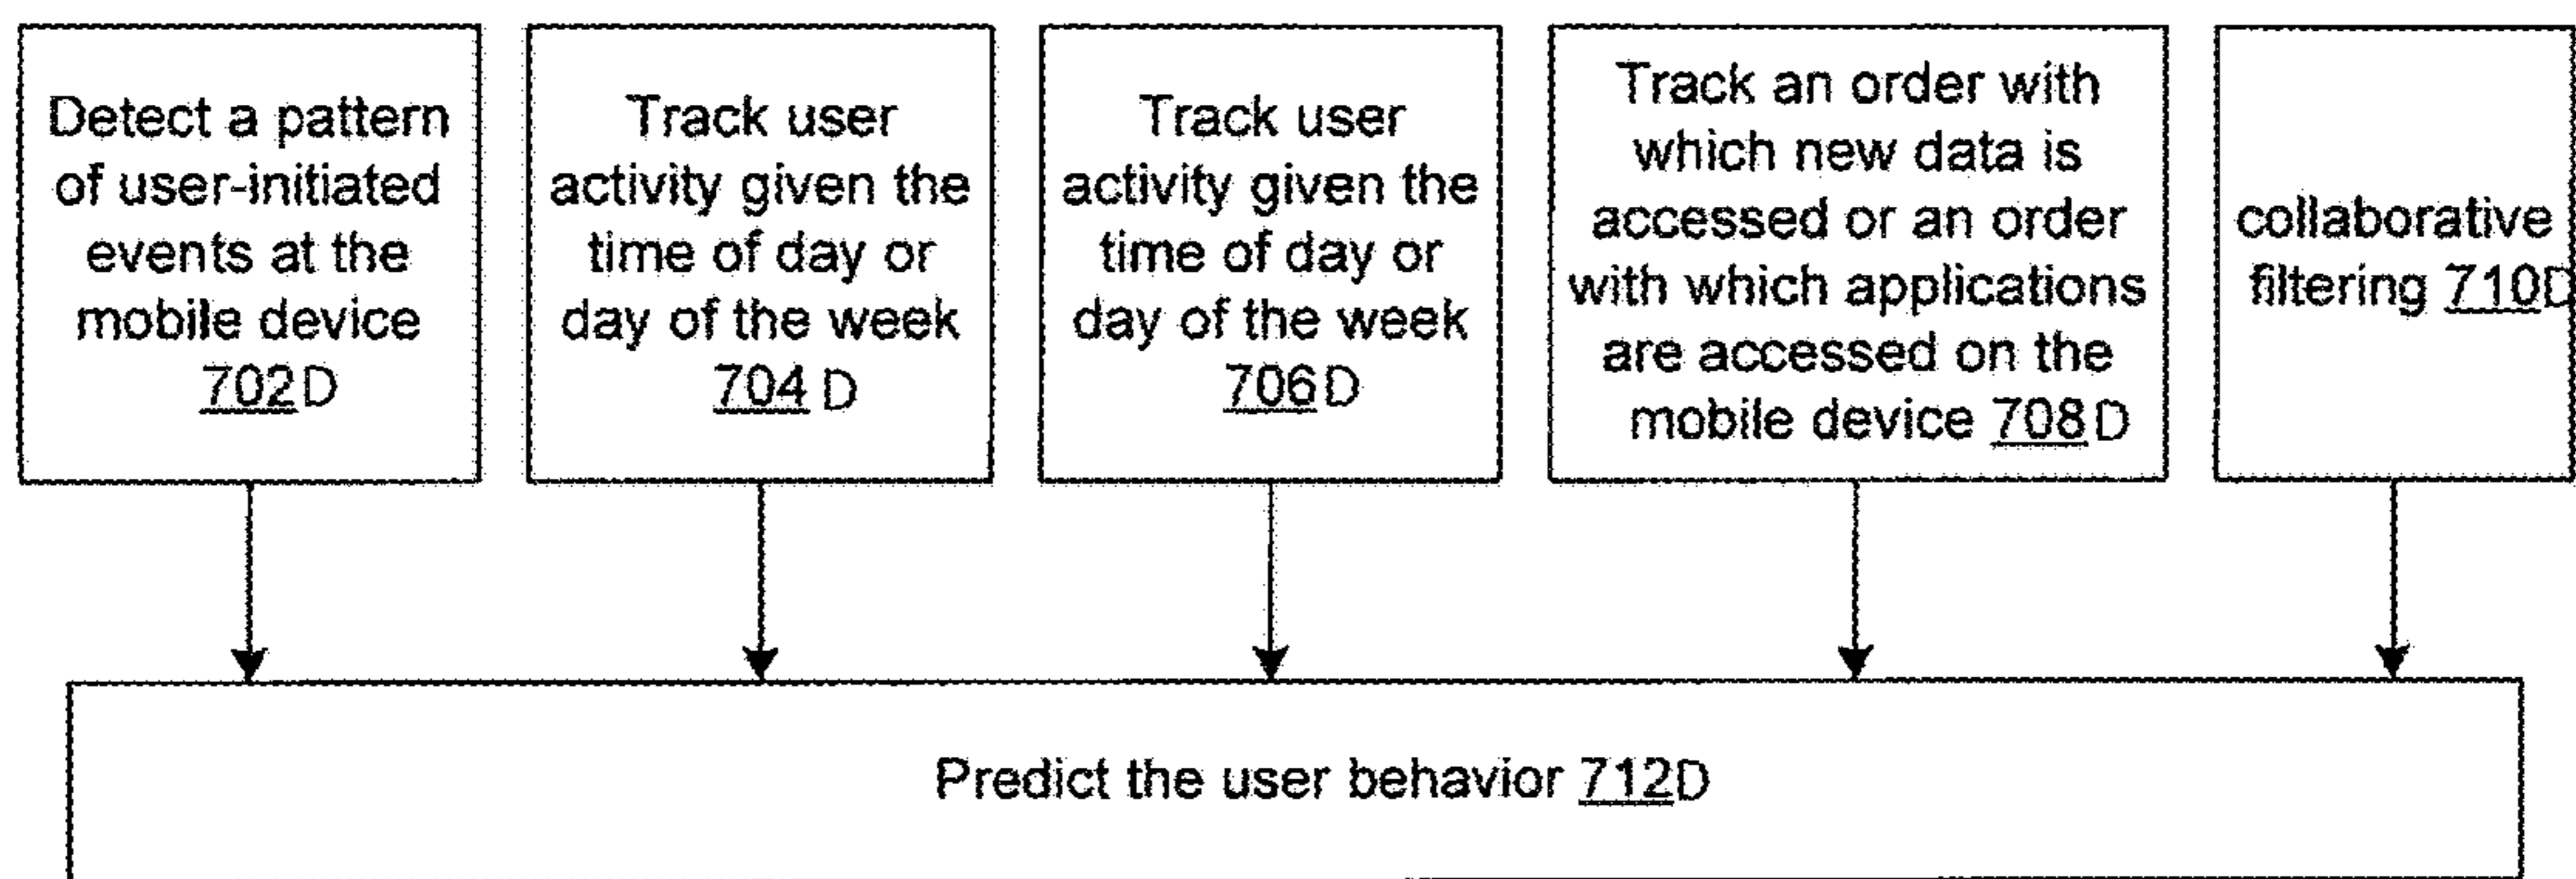 Detect a pattern
of user-initiated
events at the
mobile device
702D
Track user
activity given the
time of day or
day of the week
704 D
Track user
activity given the
time of day or
day of the week
706D
Track an order with
which new data is
accessed or an order
with which applications
are accessed on the
mobile device 708D
collaborative
filtering 710D
Predict the user behavior 712D